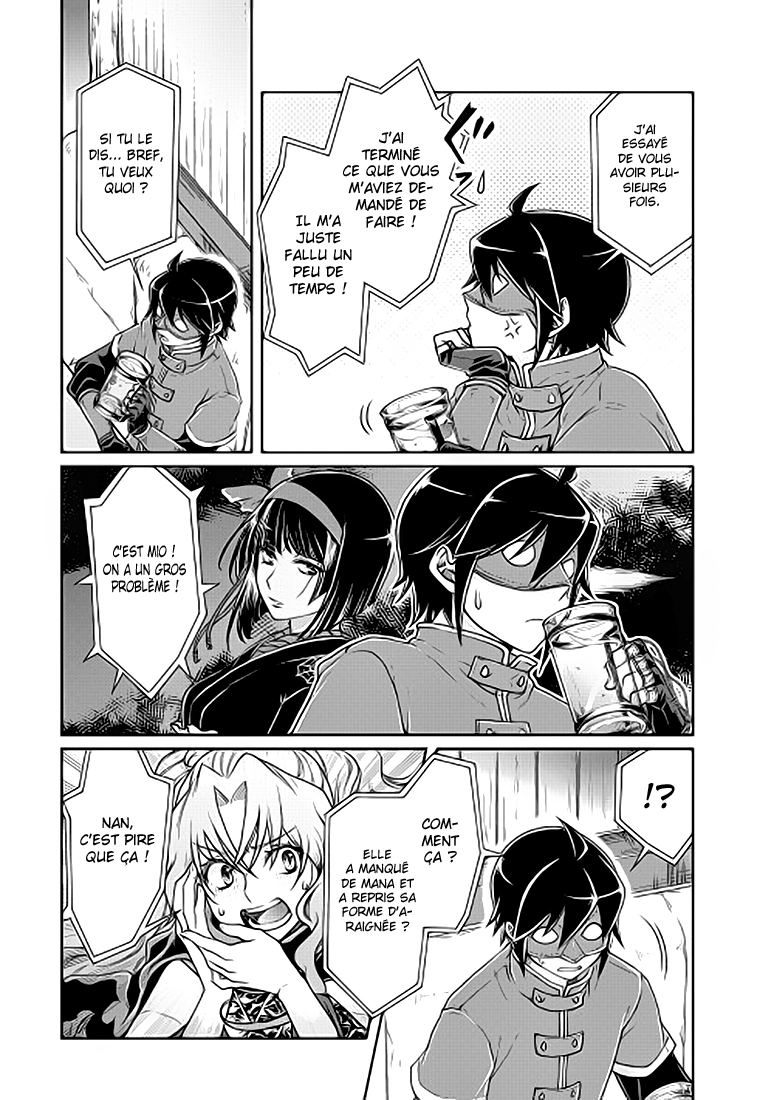 J'AI
ESSAYÉ
DE VOUS
AVOIR PLU-
SIEURS
FOIS.
J'AI
TERMINÉ
CE QUE VOUS
M'AVIEZ DE-
MANDÉ DE
FAIRE !
IL M'A
JUSTE
FALLU UN
PEU DE
TEMPS !
SI TU LE
DIS... BREF,
TU VEUX
QUOI ?
C'EST MIO !
ON A UN GROS
PROBLÈME !
!?
COM-
MENT
ÇA ?
ELLE
A MANQUÉ
DE MANA ET
A REPRIS SA
FORME D'A-
RAIGNÉE ?
NAN,
C'EST PIRE
QUE ÇA !